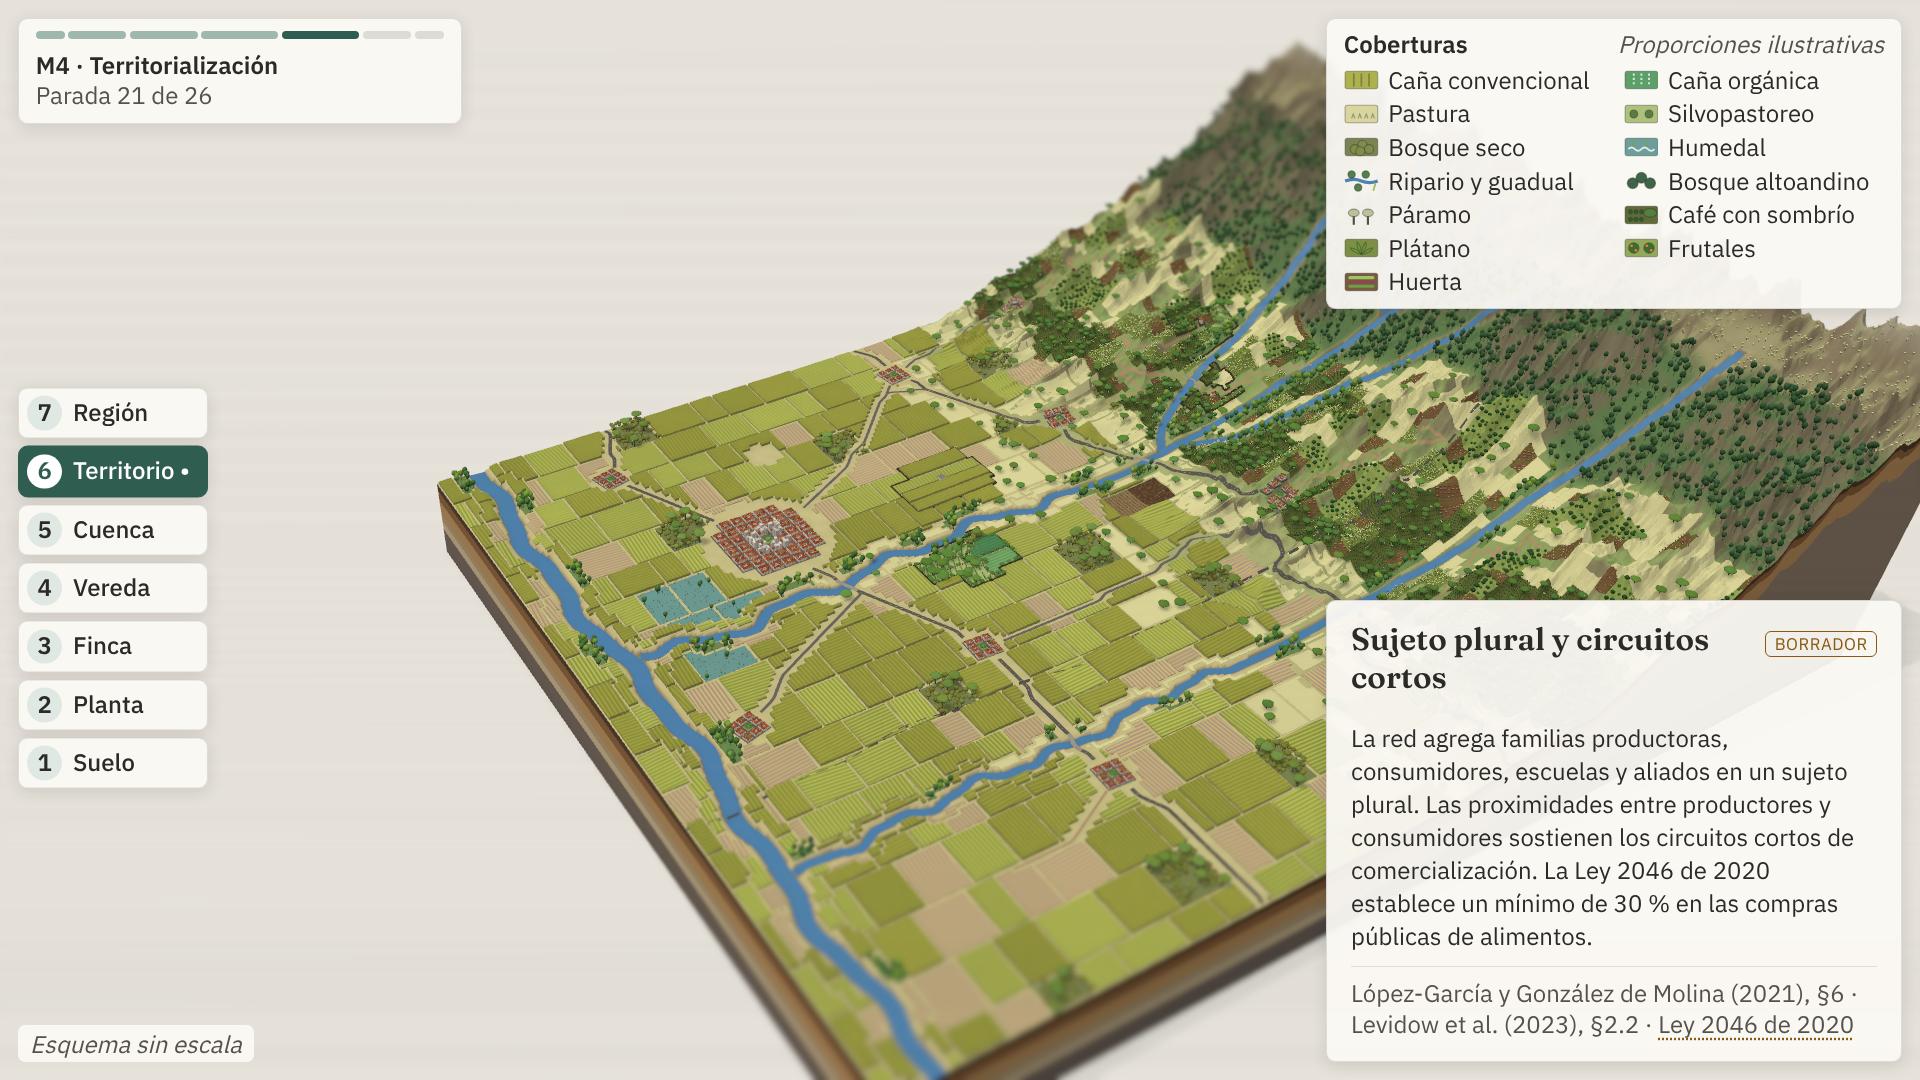 M4 · Territorialización
Parada 21 de 26
Coberturas
Proporciones ilustrativas
Caña convencional
Caña orgánica
Pastura
Silvopastoreo
Bosque seco
Humedal
Ripario y guadual
Bosque altoandino
Páramo
Café con sombrío
Plátano
Frutales
Huerta
7 Región
6 Territorio •
5 Cuenca
4 Vereda
3 Finca
2 Planta
1 Suelo
Sujeto plural y circuitos
cortos
BORRADOR
La red agrega familias productoras,
consumidores, escuelas y aliados en un sujeto
plural. Las proximidades entre productores y
consumidores sostienen los circuitos cortos de
comercialización. La Ley 2046 de 2020
establece un mínimo de 30 % en las compras
públicas de alimentos.
López-García y González de Molina (2021), §6 ·
Levidow et al. (2023), §2.2 · Ley 2046 de 2020
Esquema sin escala